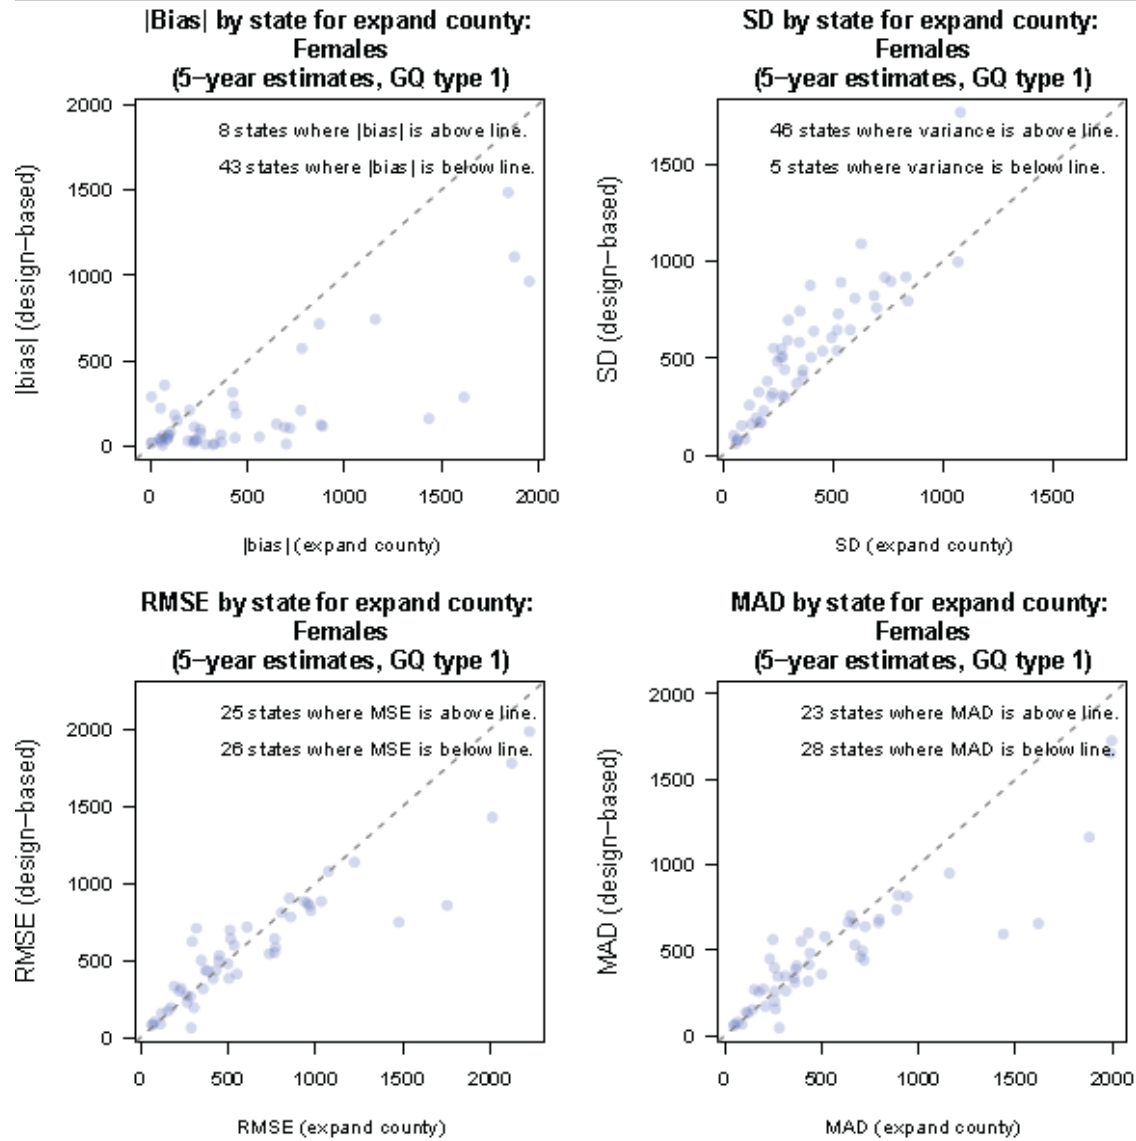 |Bias| by state for expand county:
Females
(5−year estimates, GQ type 1)
8 states where |bias| is above line.
43 states where |bias| is below line.
|bias| (design−based)
2000
1500
1000
500
0
0 500 1000 1500 2000
|bias| (expand county)
SD by state for expand county:
Females
(5−year estimates, GQ type 1)
46 states where variance is above line.
5 states where variance is below line.
SD (design−based)
1500
1000
500
0
0 500 1000 1500
SD (expand county)
RMSE by state for expand county:
Females
(5−year estimates, GQ type 1)
25 states where MSE is above line.
26 states where MSE is below line.
RMSE (design−based)
2000
1500
1000
500
0
0 500 1000 1500 2000
RMSE (expand county)
MAD by state for expand county:
Females
(5−year estimates, GQ type 1)
23 states where MAD is above line.
28 states where MAD is below line.
MAD (design−based)
2000
1500
1000
500
0
0 500 1000 1500 2000
MAD (expand county)